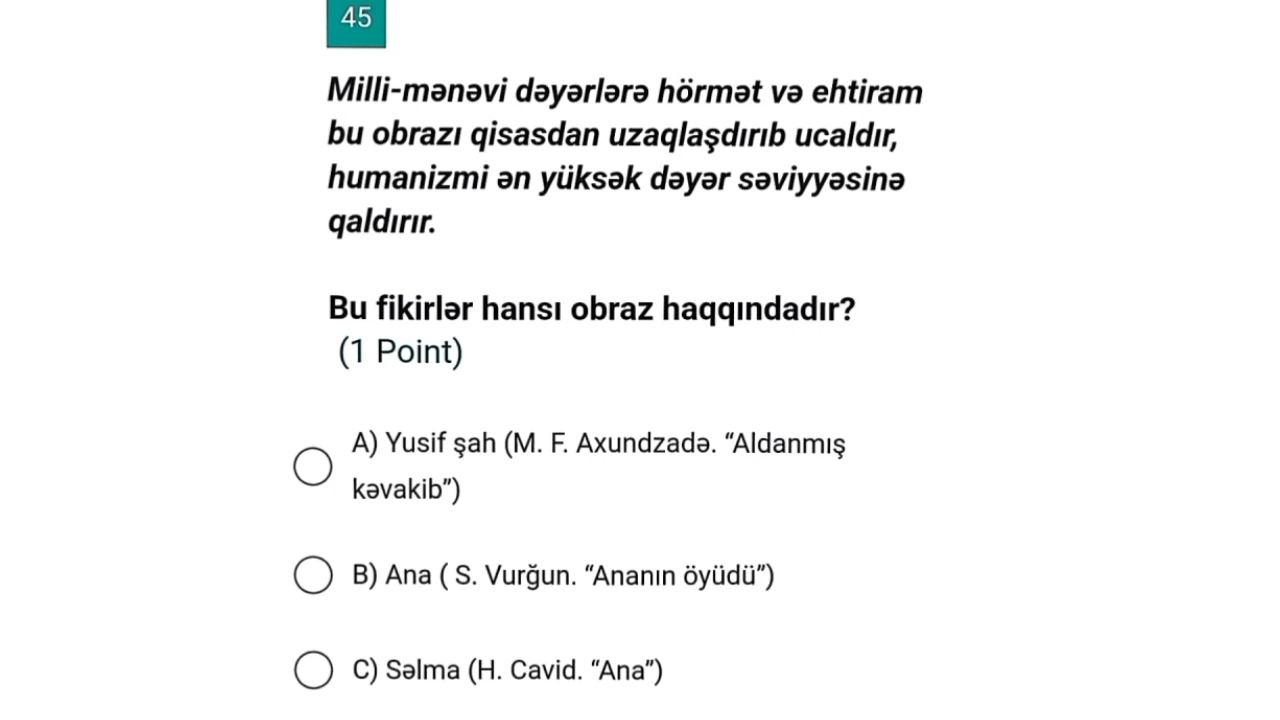 45
Milli-mənəvi dəyərlərə hörmət və ehtiram
bu obrazı qisasdan uzaqlaşdırıb ucaldır,
humanizmi ən yüksək dəyər səviyyəsinə
qaldırır.
Bu fikirlər hansı obraz haqqındadır?
(1 Point)
A) Yusif şah (M. F. Axundzadə. “Aldanmış
kəvakib”)
B) Ana ( S. Vurğun. “Ananın öyüdü”)
C) Səlma (H. Cavid. “Ana”)